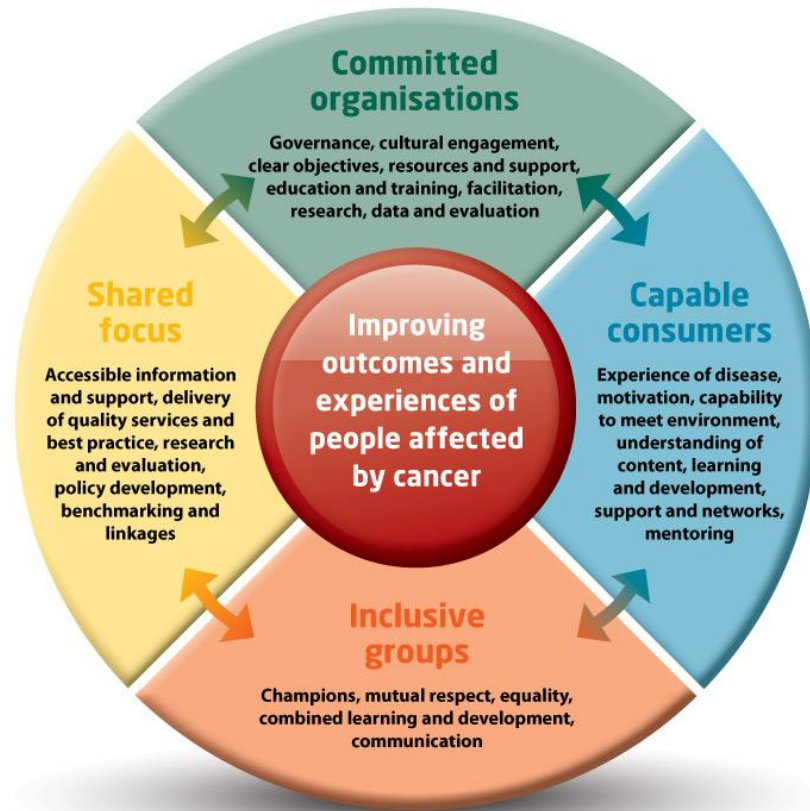 Committed
organisations
Governance, cultural engagement,
clear objectives, resources and support,
education and training, facilitation,
research, data and evaluation
Shared
focus
Accessible information
and support, delivery
of quality services and
best practice, research
and evaluation,
policy development,
benchmarking and
linkages
Improving
outcomes and
experiences of
people affected
by cancer
Capable
consumers
Experience of disease,
motivation, capability
to meet environment,
understanding of
content, learning
and development,
support and networks,
mentoring
Inclusive
groups
Champions, mutual respect, equality,
combined learning and development,
communication